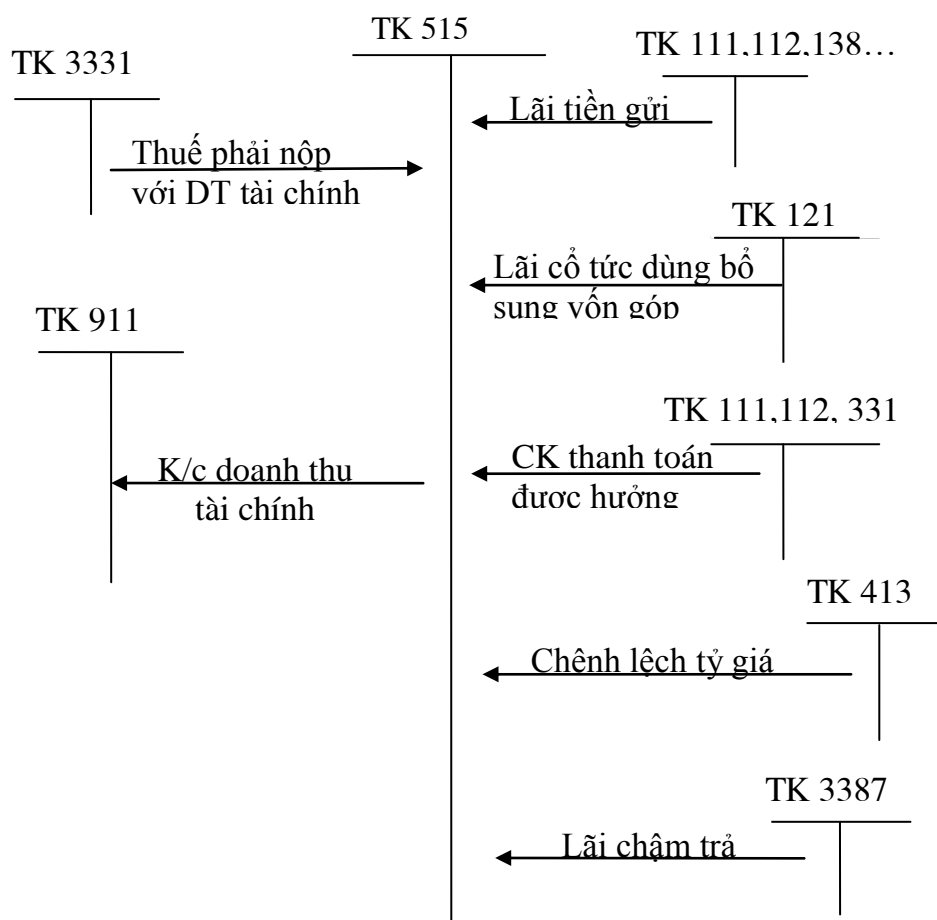 TK 515
TK 111,112,138…
TK 3331
Lãi tiền gửi
Thuế phải nộp
với DT tài chính
TK 121
Lãi cổ tức dùng bổ
sung vốn góp
TK 911
TK 111,112, 331
K/c doanh thu
tài chính
CK thanh toán
được hưởng
TK 413
Chênh lệch tỷ giá
TK 3387
Lãi chậm trả